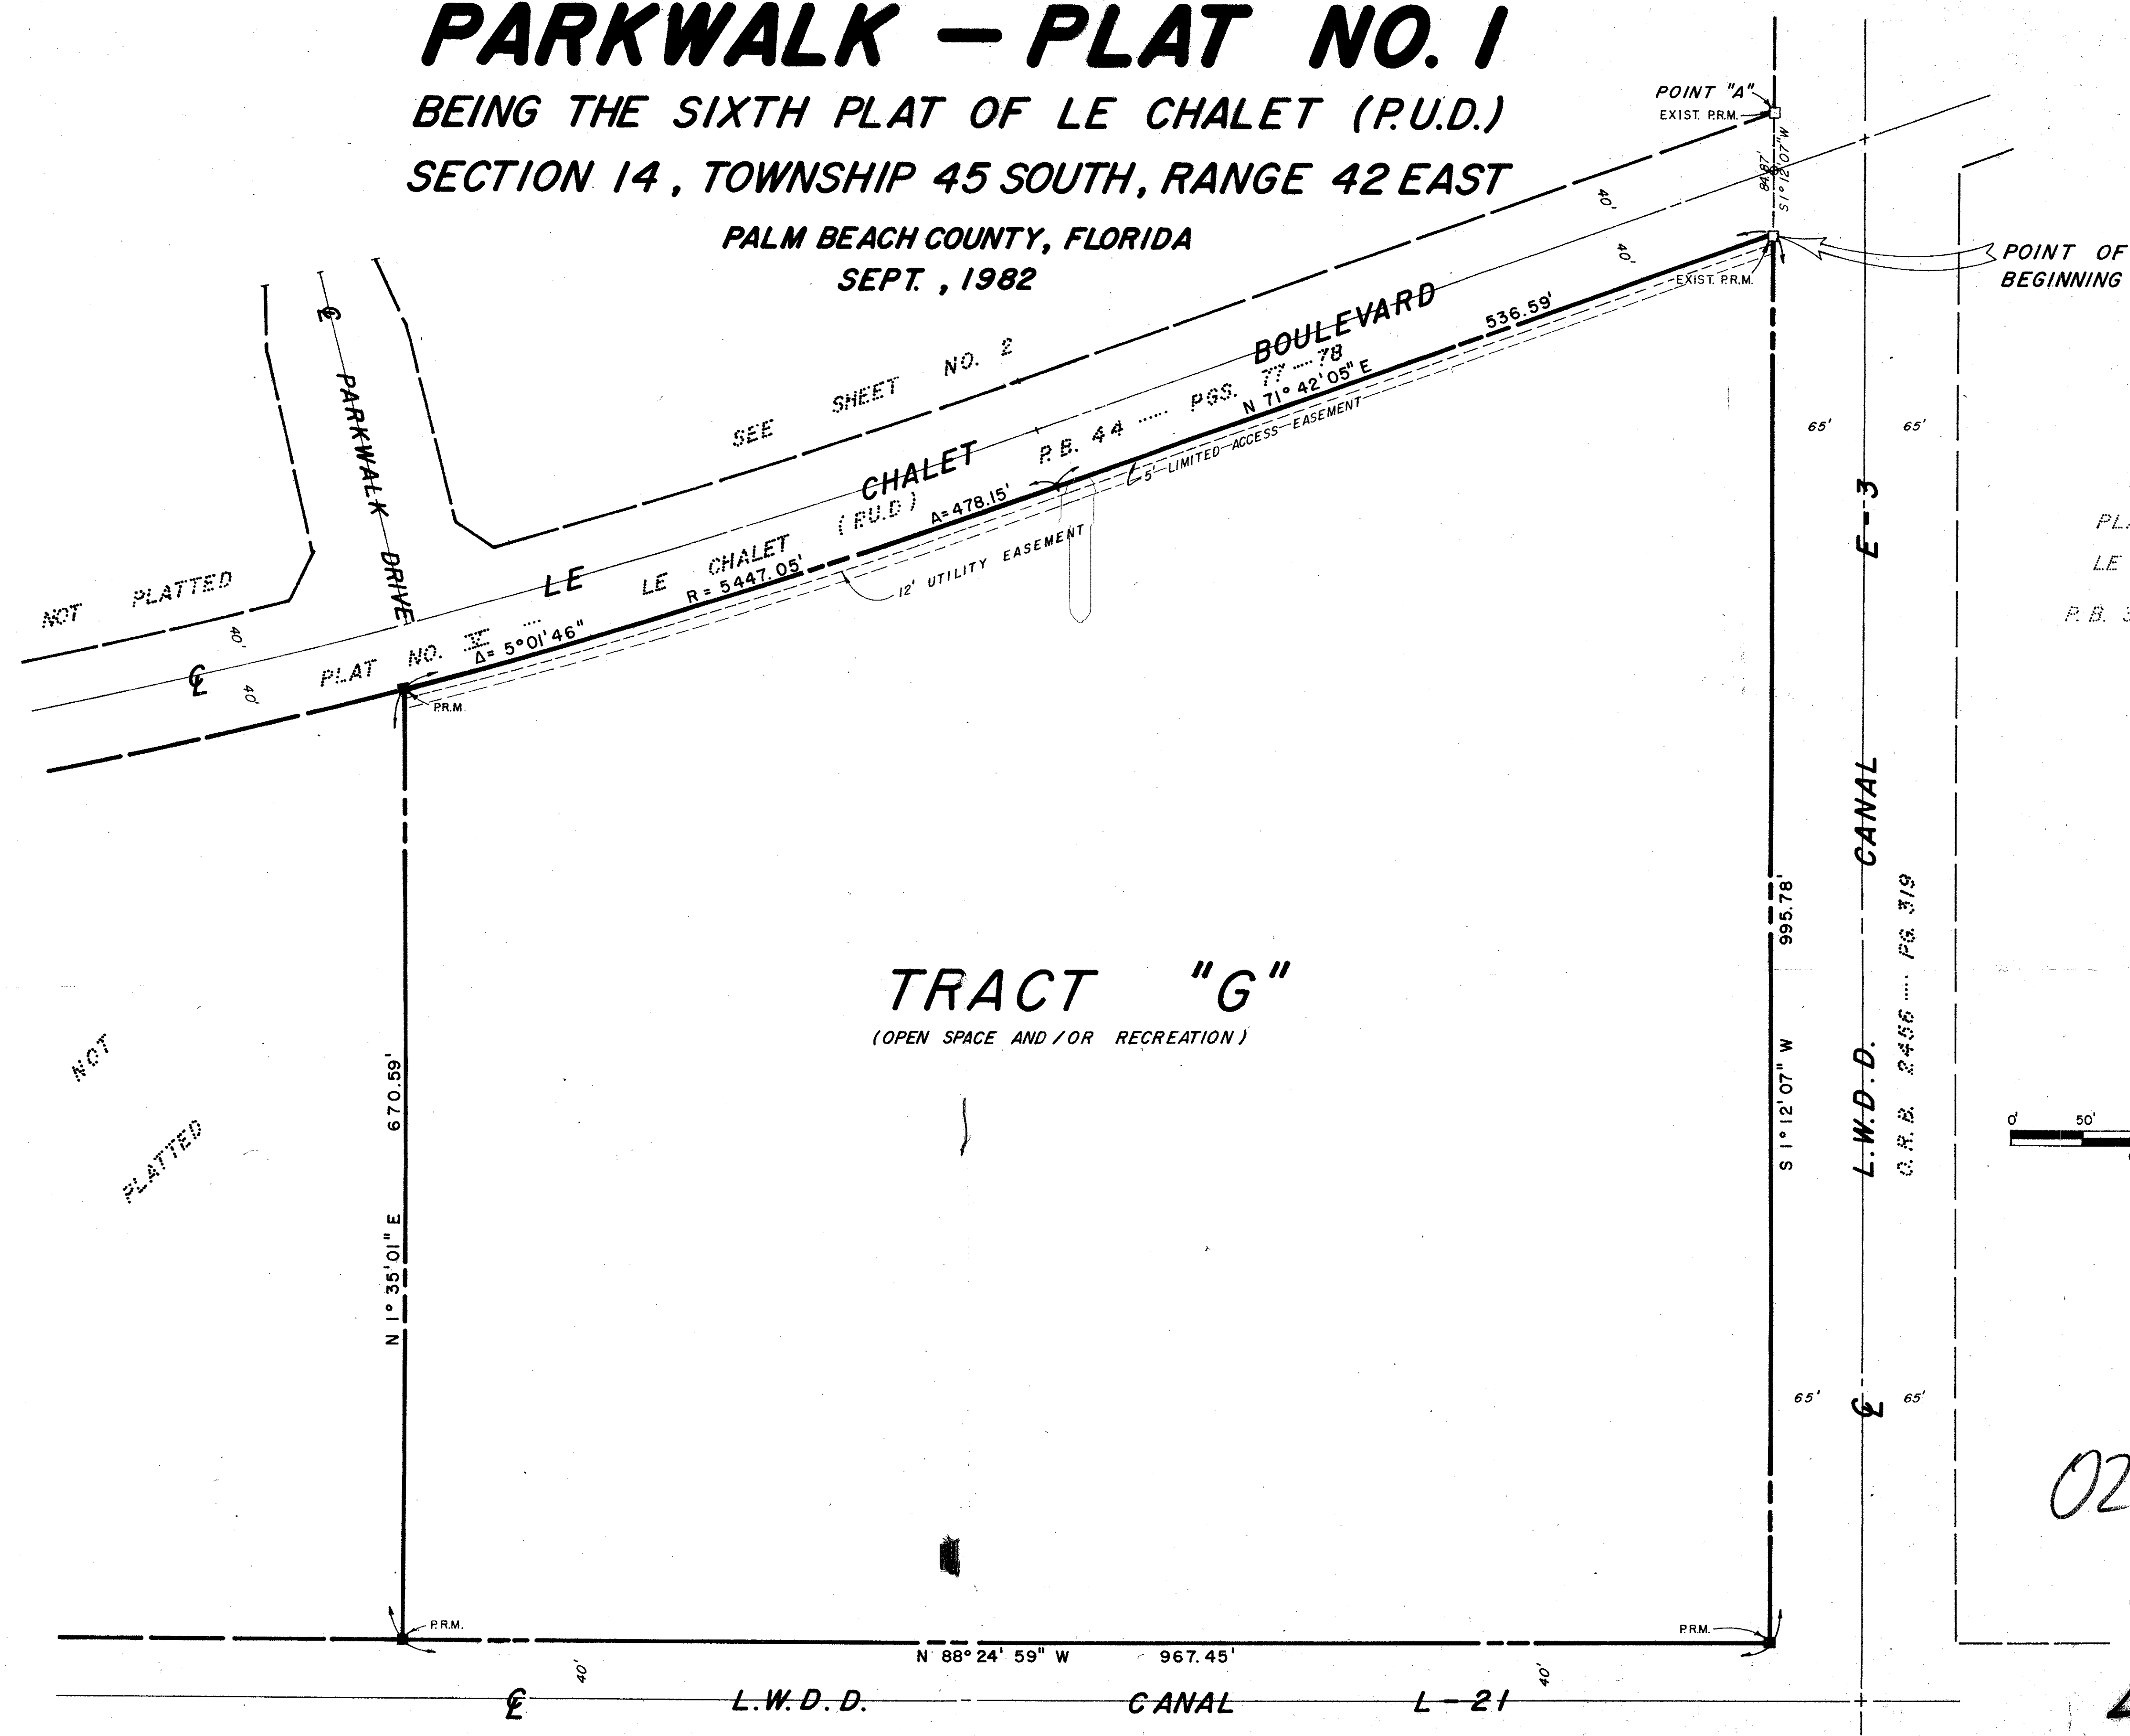 PARKWALK — PLAT NO. 1
BEING THE SIXTH PLAT OF LE CHALET (P.U.D.)
SECTION 14, TOWNSHIP 45 SOUTH, RANGE 42 EAST
PALM BEACH COUNTY, FLORIDA
SEPT., 1982
POINT "A"
EXIST. P.R.M.
84.87'
S 1° 12' 07" W
40'
40'
POINT OF
BEGINNING
EXIST. P.R.M.
℄
PARKWALK DRIVE
SEE SHEET NO. 2
LE CHALET BOULEVARD
PLAT NO. V .... LE CHALET (P.U.D) P.B. 44 ...... PGS. 77 .... 78
536.59'
N 71° 42' 05" E
5' LIMITED ACCESS EASEMENT
A= 478.15'
R = 5447.05'
Δ= 5°01'46"
12' UTILITY EASEMENT
NOT PLATTED
40'
℄
40'
P.R.M.
65'
65'
PL
LE
P. B. 3
L.W.D.D. CANAL E-3
O.R.B. 2456 ..... PG. 319
995.78'
S 1° 12' 07" W
TRACT "G"
(OPEN SPACE AND/OR RECREATION)
NOT
PLATTED
670.59'
N 1° 35' 01" E
0' 50'
65'
℄
65'
02
P.R.M.
P.R.M.
N 88° 24' 59" W 967.45'
40'
40'
℄ L.W.D.D. CANAL L-21